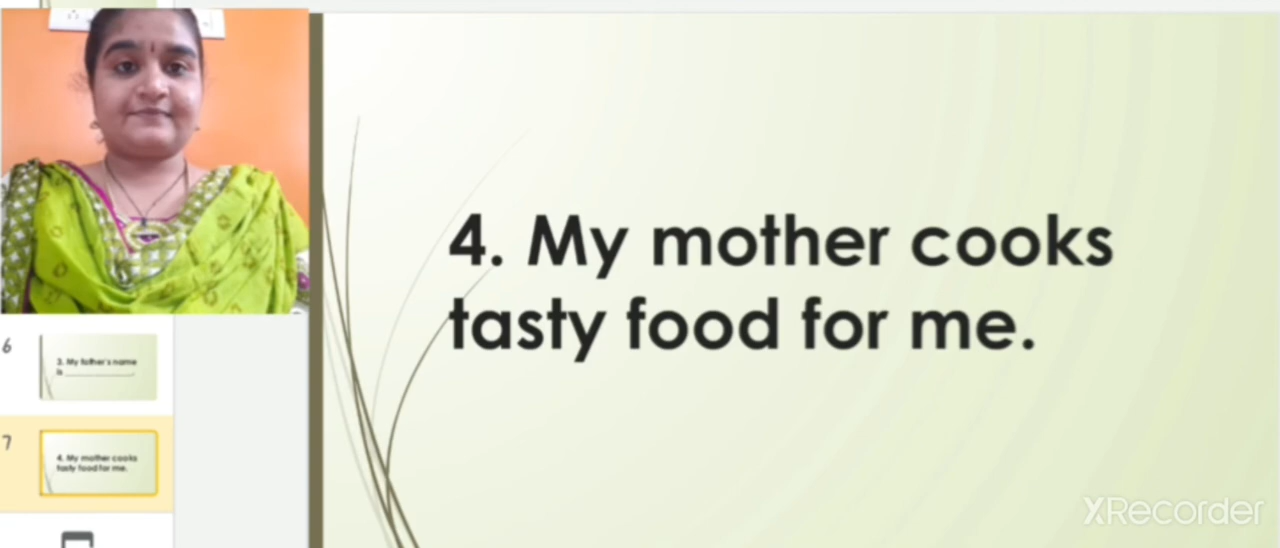 4. My mother cooks
tasty food for me.
6
3. My father's name
is ______________.
7
4. My mother cooks
tasty food for me.
XRecorder